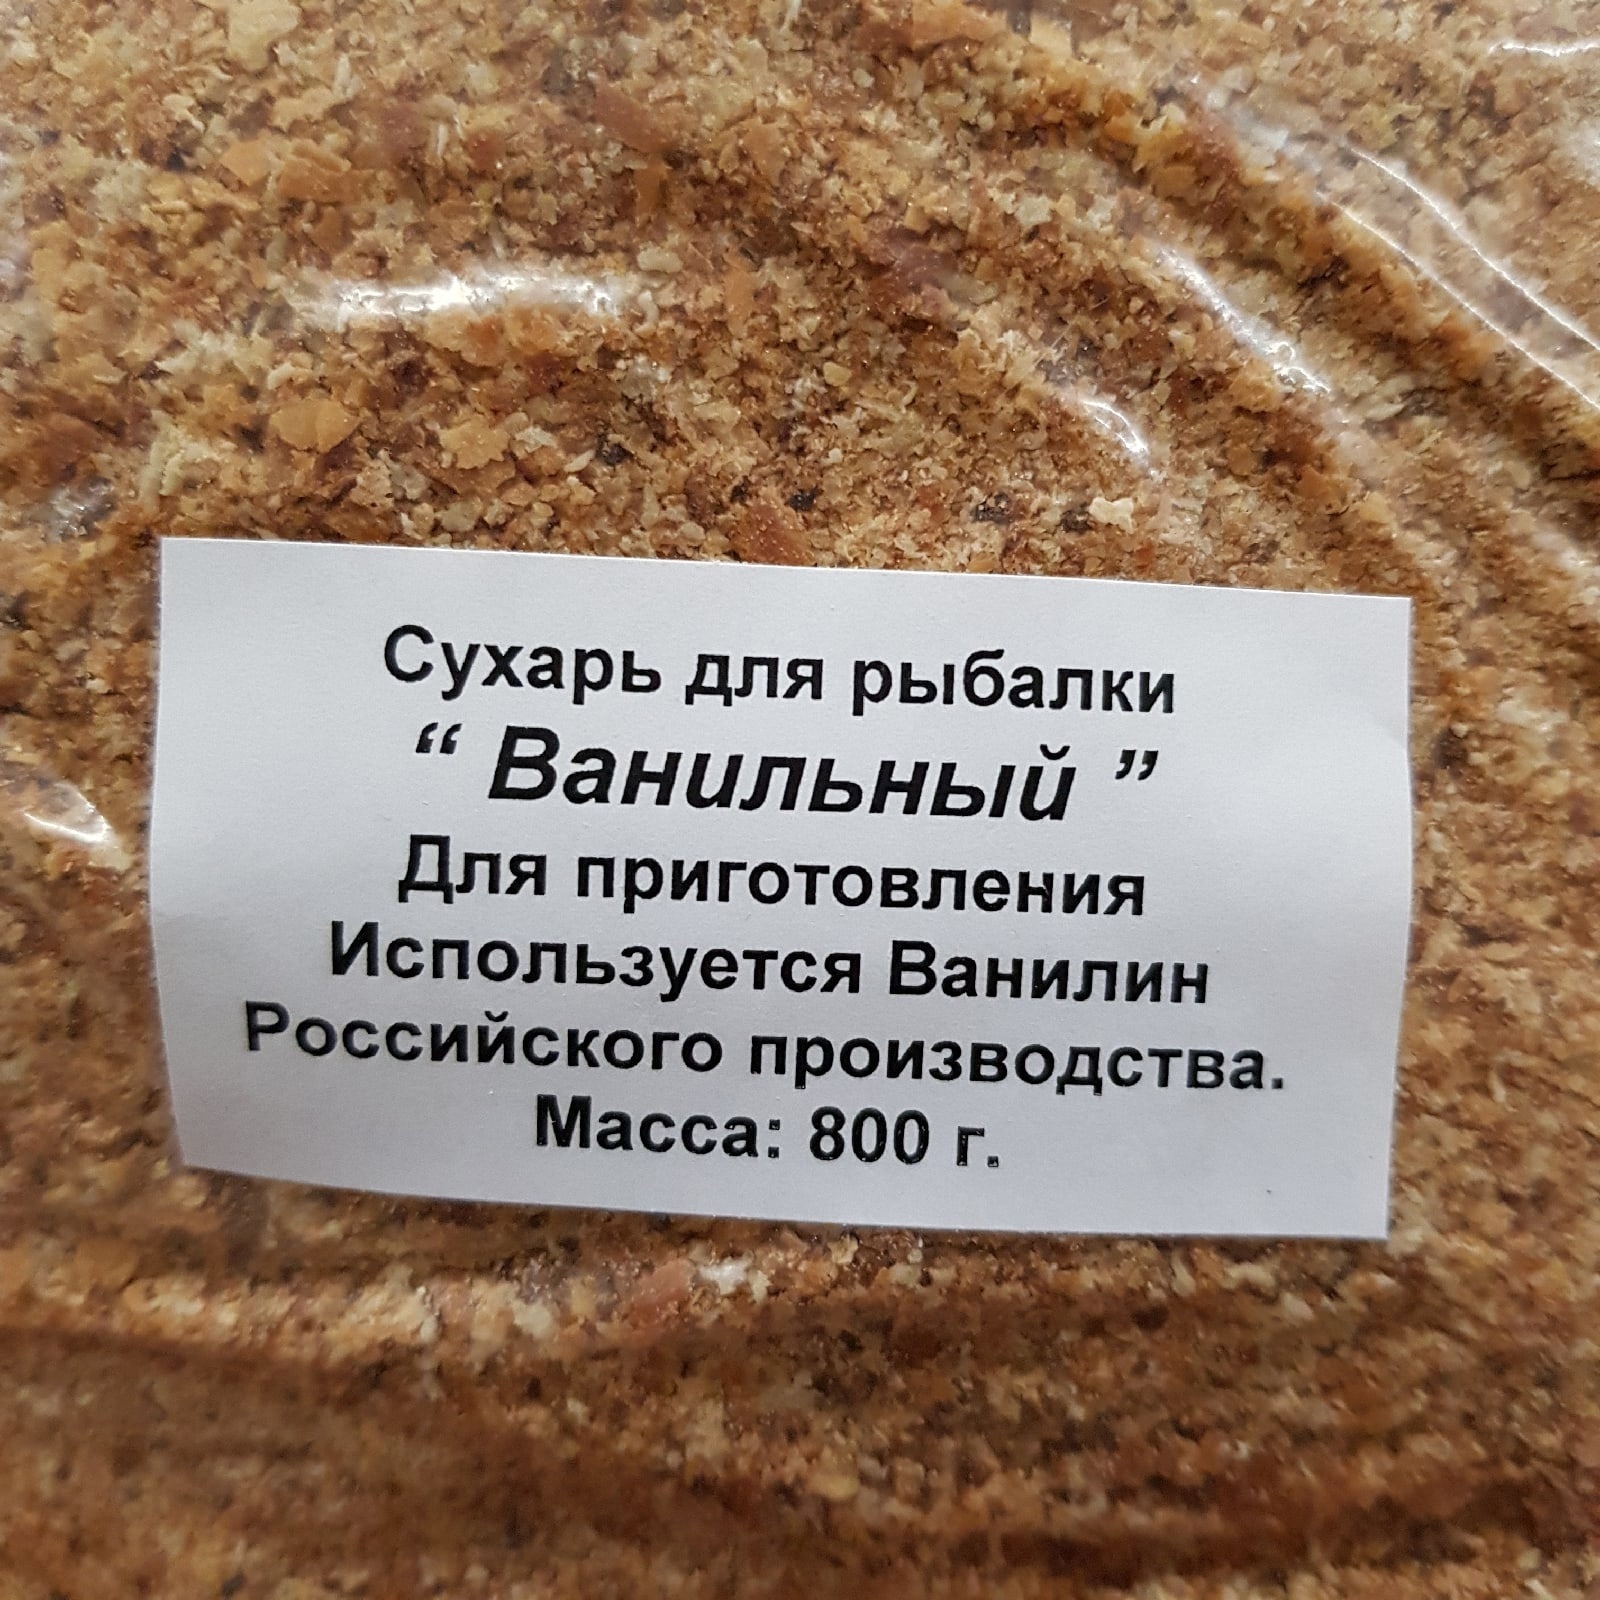 Сухарь для рыбалки
“ Ванильный ”
Для приготовления
Используется Ванилин
Российского производства.
Масса: 800 г.